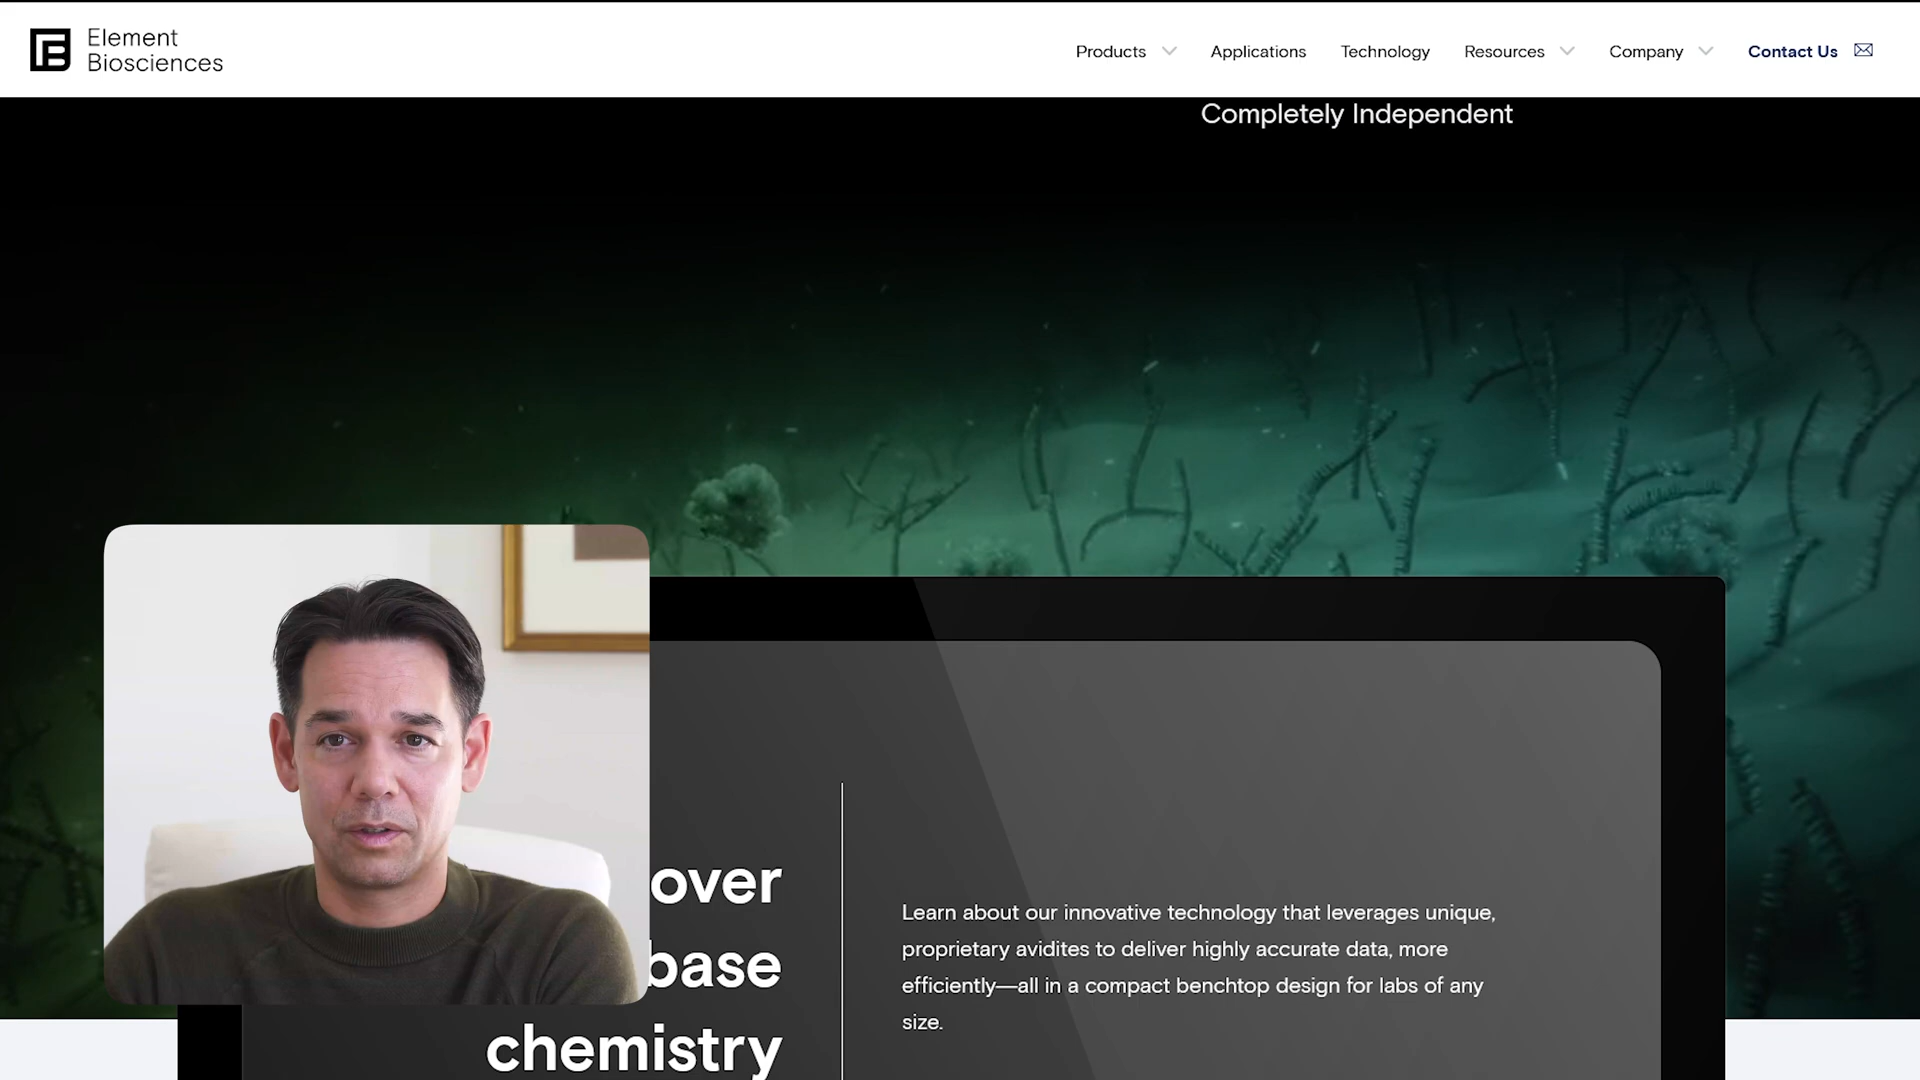 Element
Biosciences
Products
Applications
Technology
Resources
Company
Contact Us
Completely Independent
over
base
chemistry
Learn about our innovative technology that leverages unique,
proprietary avidites to deliver highly accurate data, more
efficiently—all in a compact benchtop design for labs of any
size.